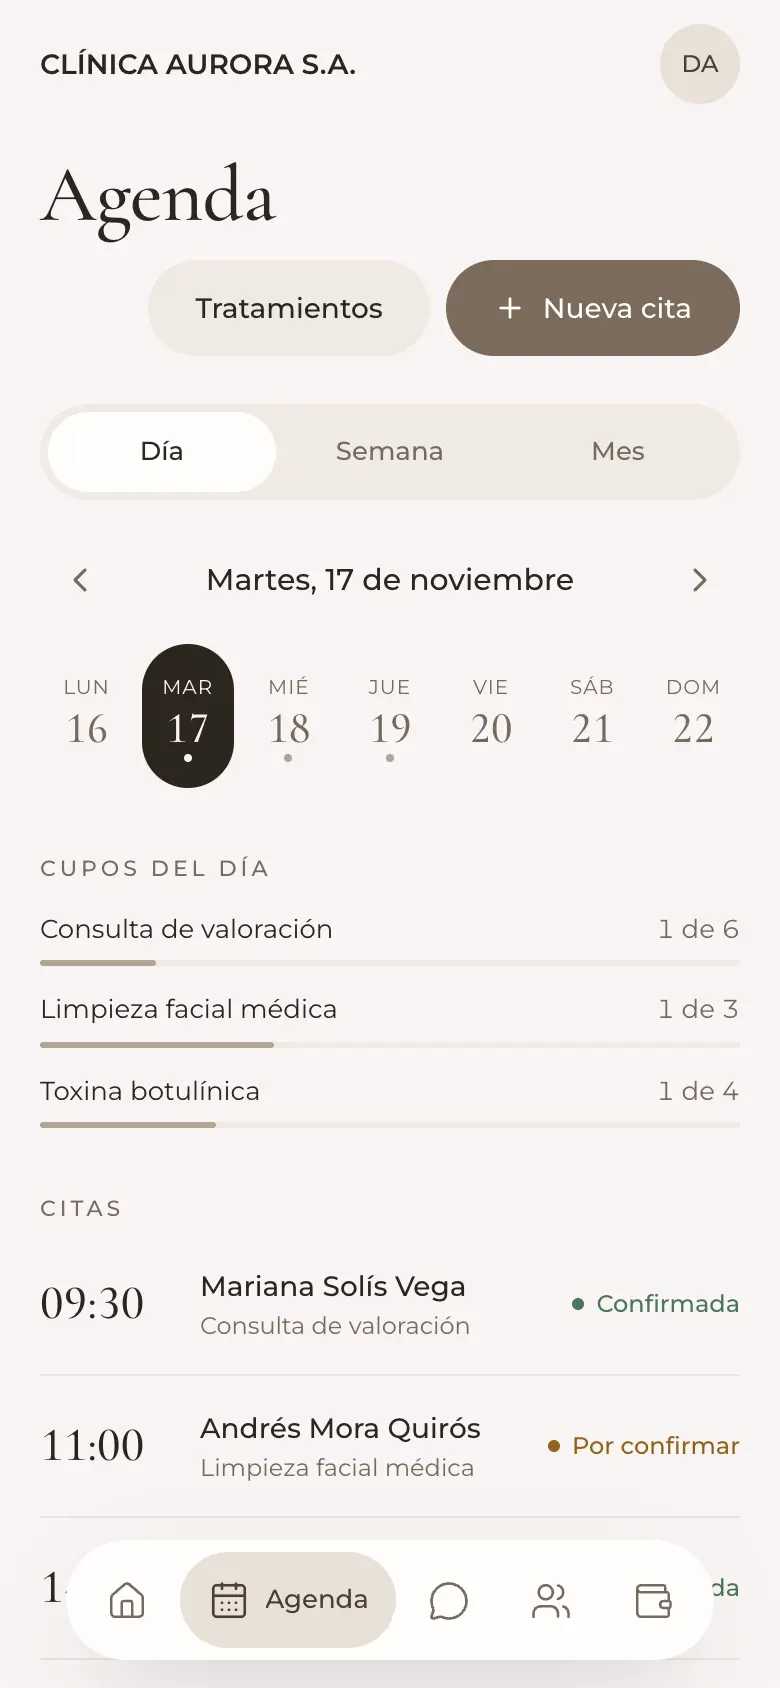 CLÍNICA AURORA S.A.
DA
Agenda
Tratamientos
+ Nueva cita
Día Semana Mes
Martes, 17 de noviembre
LUN MAR MIÉ JUE VIE SÁB DOM
16 17 18 19 20 21 22
CUPOS DEL DÍA
Consulta de valoración 1 de 6
Limpieza facial médica 1 de 3
Toxina botulínica 1 de 4
CITAS
09:30 Mariana Solís Vega Confirmada
Consulta de valoración
11:00 Andrés Mora Quirós Por confirmar
Limpieza facial médica
Agenda